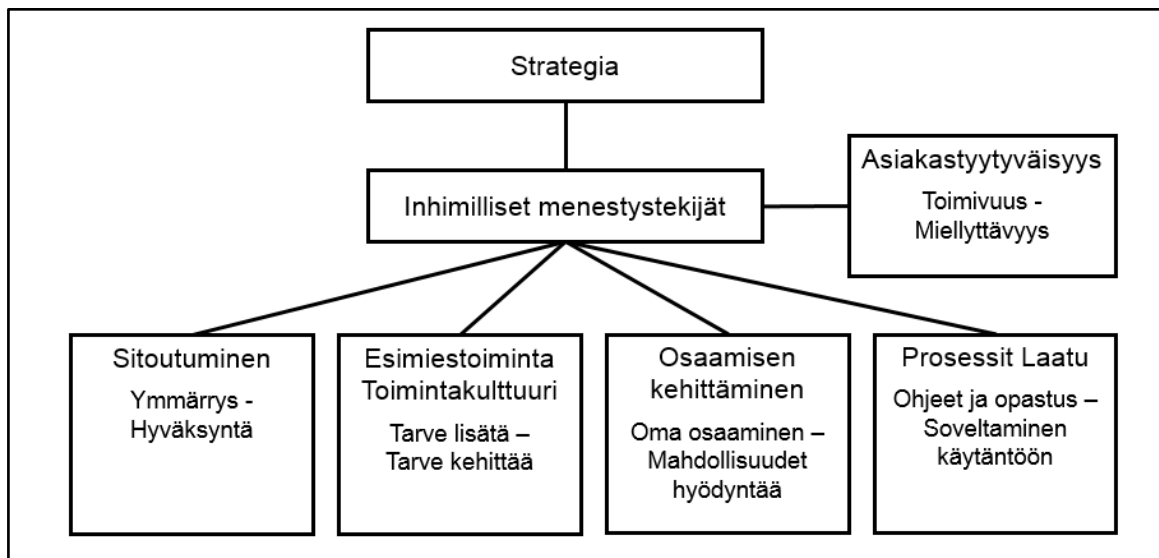 Strategia
Inhimilliset menestystekijät
Asiakastyytyväisyys
Toimivuus -
Miellyttävyys
Sitoutuminen
Ymmärrys -
Hyväksyntä
Esimiestoiminta
Toimintakulttuuri
Tarve lisätä –
Tarve kehittää
Osaamisen
kehittäminen
Oma osaaminen –
Mahdollisuudet
hyödyntää
Prosessit Laatu
Ohjeet ja opastus –
Soveltaminen
käytäntöön